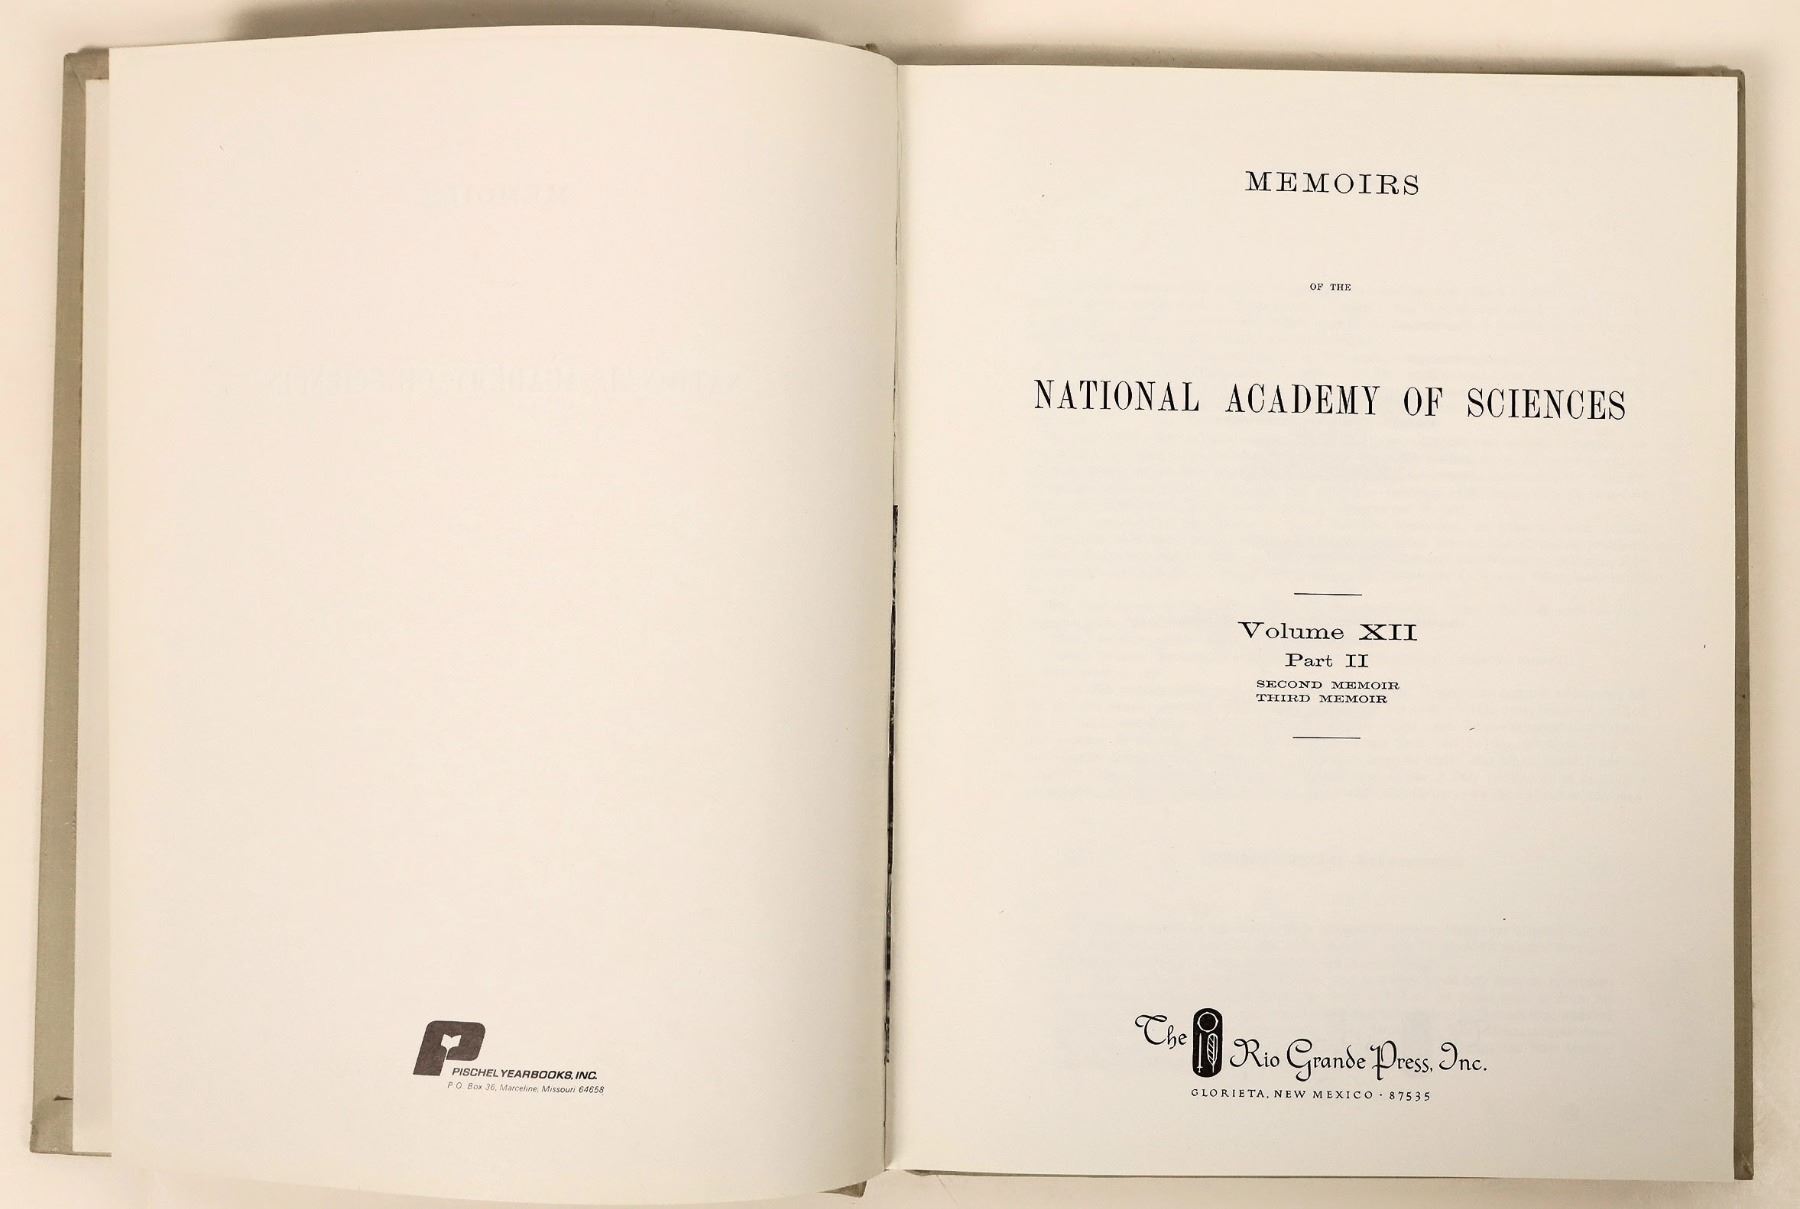 PISCHEL YEARBOOKS, INC.
P.O. Box 36, Marceline, Missouri 64658
MEMOIRS
OF THE
NATIONAL ACADEMY OF SCIENCES
Volume XII
Part II
SECOND MEMOIR
THIRD MEMOIR
The Rio Grande Press, Inc.
GLORIETA, NEW MEXICO · 87535